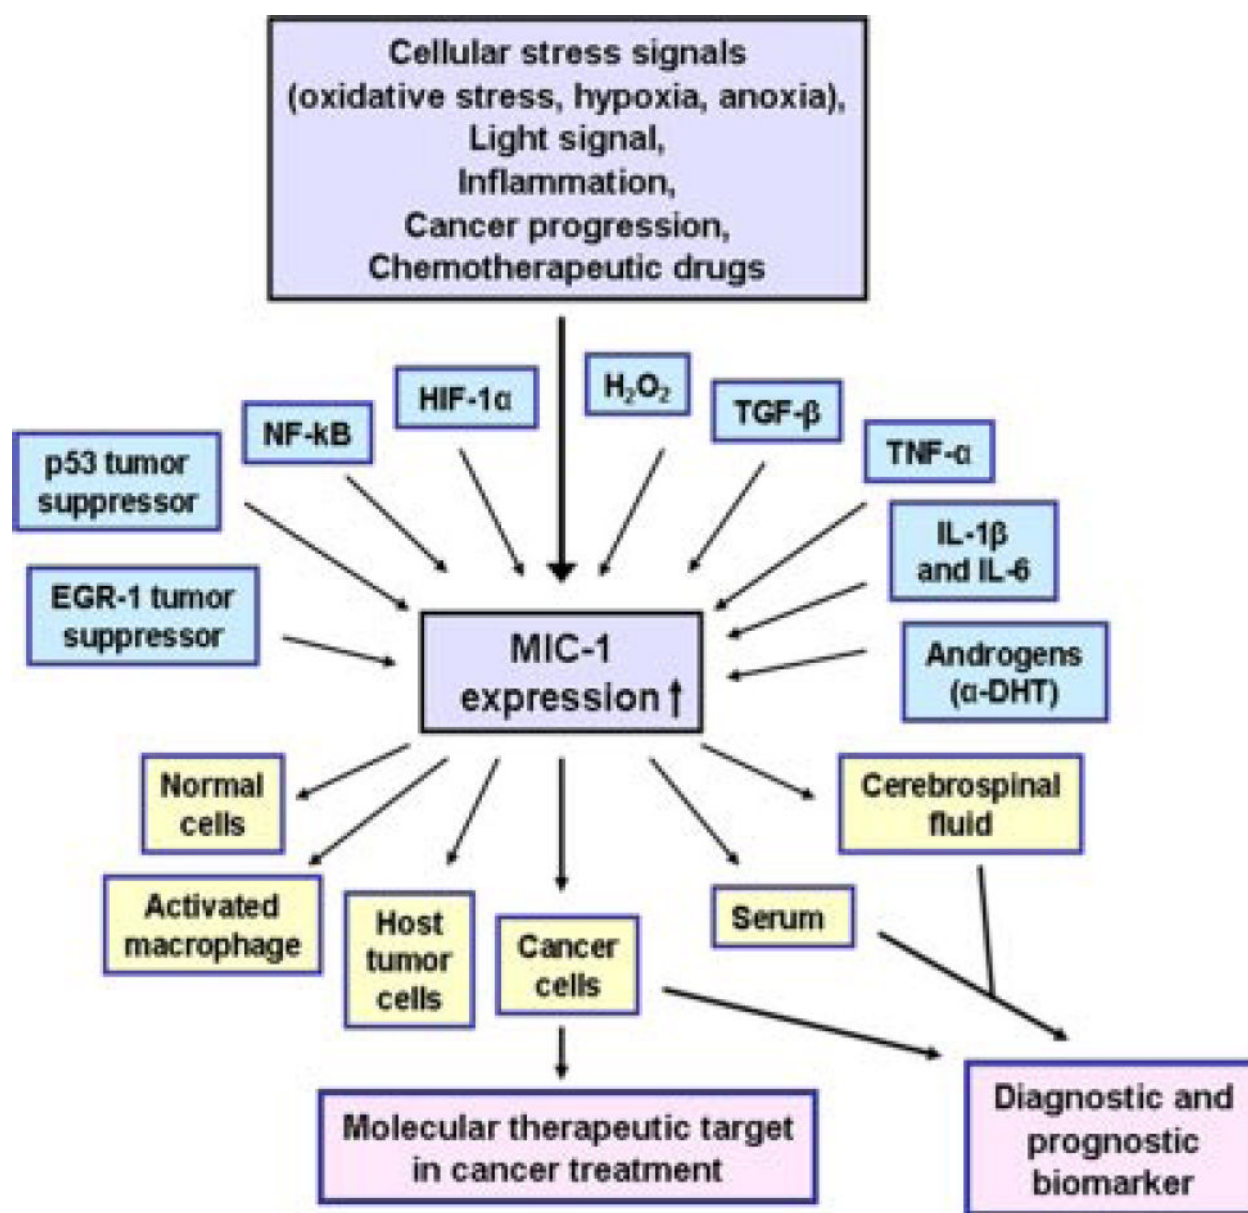 Cellular stress signals
(oxidative stress, hypoxia, anoxia),
Light signal,
Inflammation,
Cancer progression,
Chemotherapeutic drugs
HIF-1α
H₂O₂
TGF-β
NF-kB
TNF-α
p53 tumor
suppressor
IL-1β
and IL-6
EGR-1 tumor
suppressor
Androgens
(α-DHT)
MIC-1
expression↑
Normal
cells
Cerebrospinal
fluid
Activated
macrophage
Host
tumor
cells
Cancer
cells
Serum
Molecular therapeutic target
in cancer treatment
Diagnostic and
prognostic
biomarker